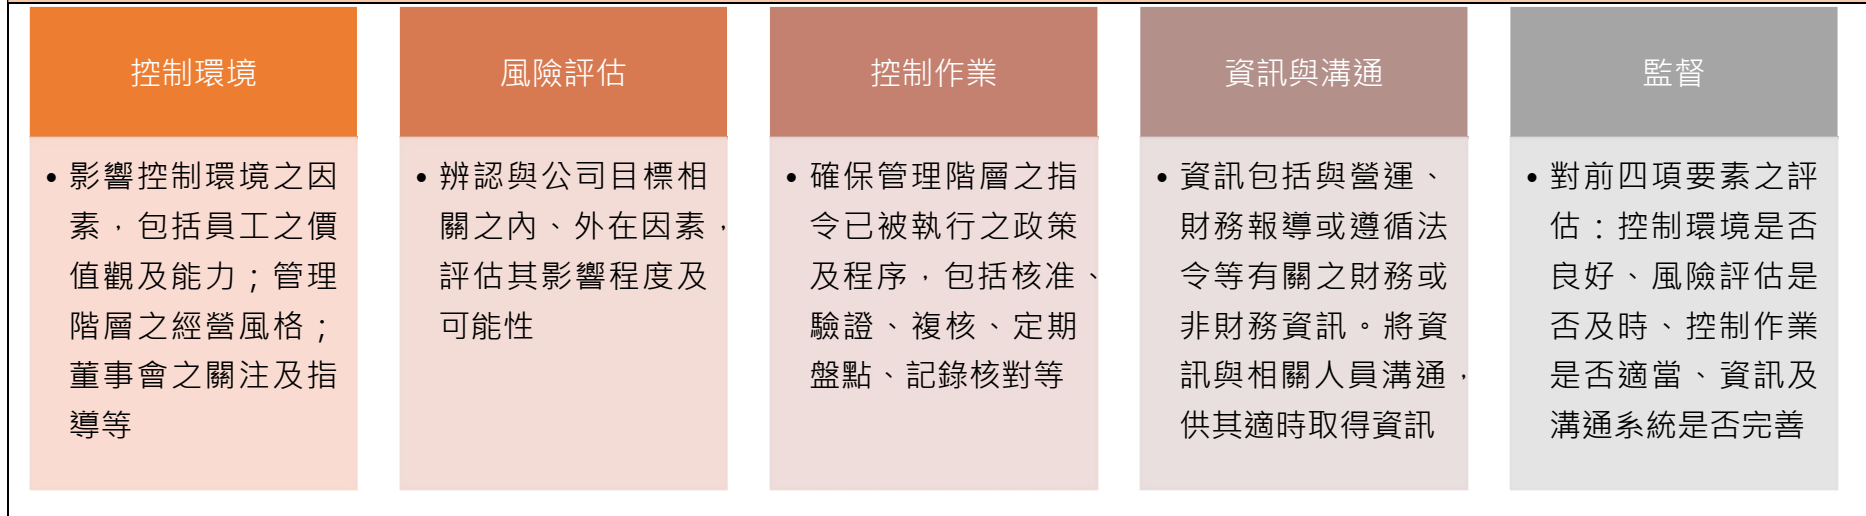 控制環境
• 影響控制環境之因
素，包括員工之價
值觀及能力；管理
階層之經營風格；
董事會之關注及指
導等
風險評估
• 辨認與公司目標相
關之內、外在因素，
評估其影響程度及
可能性
控制作業
• 確保管理階層之指
令已被執行之政策
及程序，包括核准、
驗證、複核、定期
盤點、記錄核對等
資訊與溝通
• 資訊包括與營運、
財務報導或遵循法
令等有關之財務或
非財務資訊。將資
訊與相關人員溝通，
供其適時取得資訊
監督
• 對前四項要素之評
估：控制環境是否
良好、風險評估是
否及時、控制作業
是否適當、資訊及
溝通系統是否完善